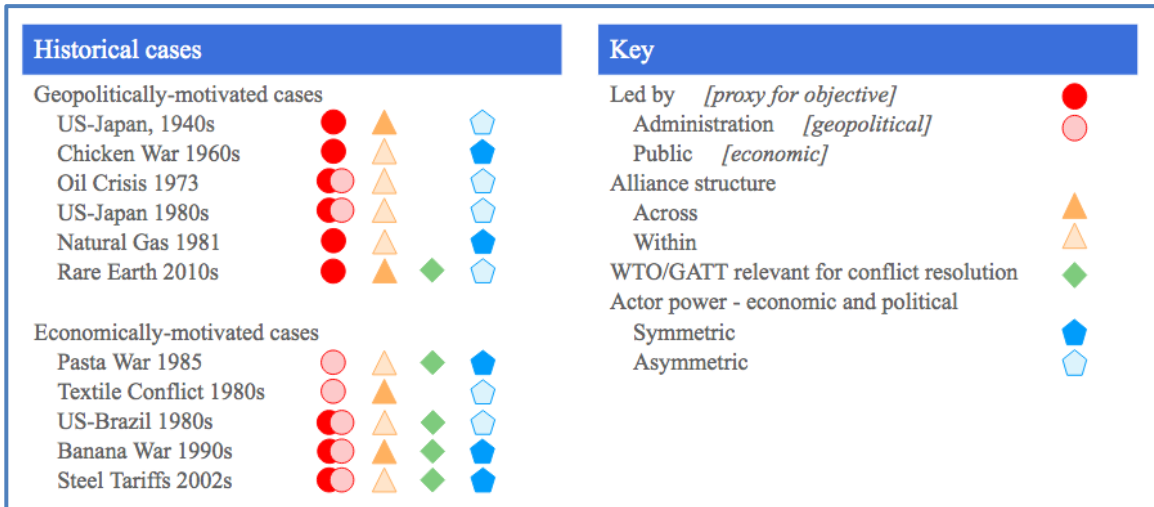 Historical cases
Geopolitically-motivated cases
US-Japan, 1940s
Chicken War 1960s
Oil Crisis 1973
US-Japan 1980s
Natural Gas 1981
Rare Earth 2010s
Economically-motivated cases
Pasta War 1985
Textile Conflict 1980s
US-Brazil 1980s
Banana War 1990s
Steel Tariffs 2002s
Key
Led by [proxy for objective]
Administration [geopolitical]
Public [economic]
Alliance structure
Across
Within
WTO/GATT relevant for conflict resolution
Actor power - economic and political
Symmetric
Asymmetric